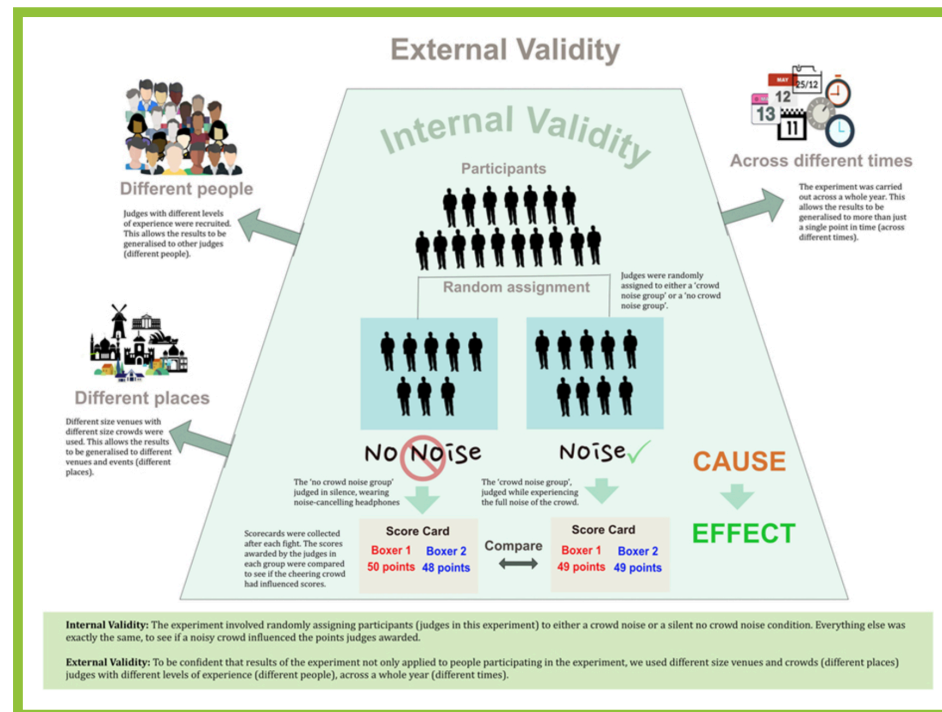 External Validity
Internal Validity
Participants
Different people
Judges with different levels
of experience were recruited.
This allows the results to be
generalised to other judges
(different people).
MAY
25/12
12
13
11
Across different times
The experiment was carried
out across a whole year. This
allows the results to be
generalised to more than just
a single point in time (across
different times).
Random assignment
Judges were randomly
assigned to either a 'crowd
noise group' or a 'no crowd
noise group'.
Different places
Different size venues with
different size crowds were
used. This allows the results
to be generalised to different
venues and events (different
places).
NO NOISE
The 'no crowd noise group'
judged in silence, wearing
noise-cancelling headphones
NOISE
The 'crowd noise group',
judged while experiencing
the full noise of the crowd.
CAUSE
EFFECT
Scorecards were collected
after each fight. The scores
awarded by the judges in
each group were compared
to see if the cheering crowd
had influenced scores.
Score Card
Boxer 1 Boxer 2
50 points 48 points
Compare
Score Card
Boxer 1 Boxer 2
49 points 49 points
Internal Validity: The experiment involved randomly assigning participants (judges in this experiment) to either a crowd noise or a silent no crowd noise condition. Everything else was
exactly the same, to see if a noisy crowd influenced the points judges awarded.
External Validity: To be confident that results of the experiment not only applied to people participating in the experiment, we used different size venues and crowds (different places)
judges with different levels of experience (different people), across a whole year (different times).